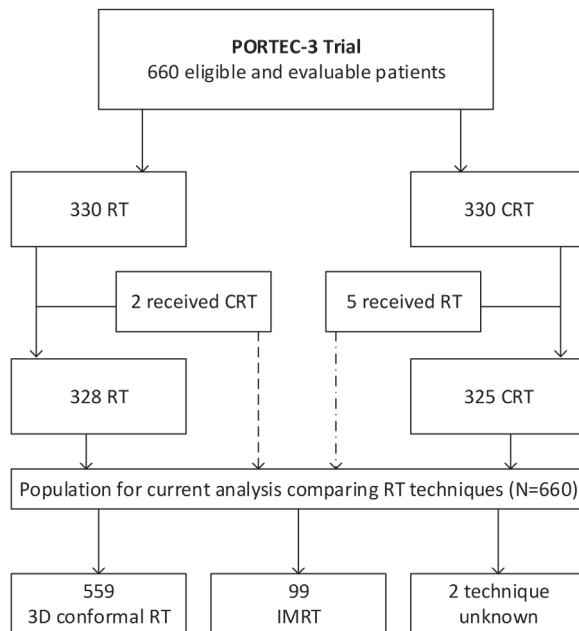 PORTEC-3 Trial
660 eligible and evaluable patients
330 RT
330 CRT
2 received CRT
5 received RT
328 RT
325 CRT
Population for current analysis comparing RT techniques (N=660)
559
3D conformal RT
99
IMRT
2 technique
unknown